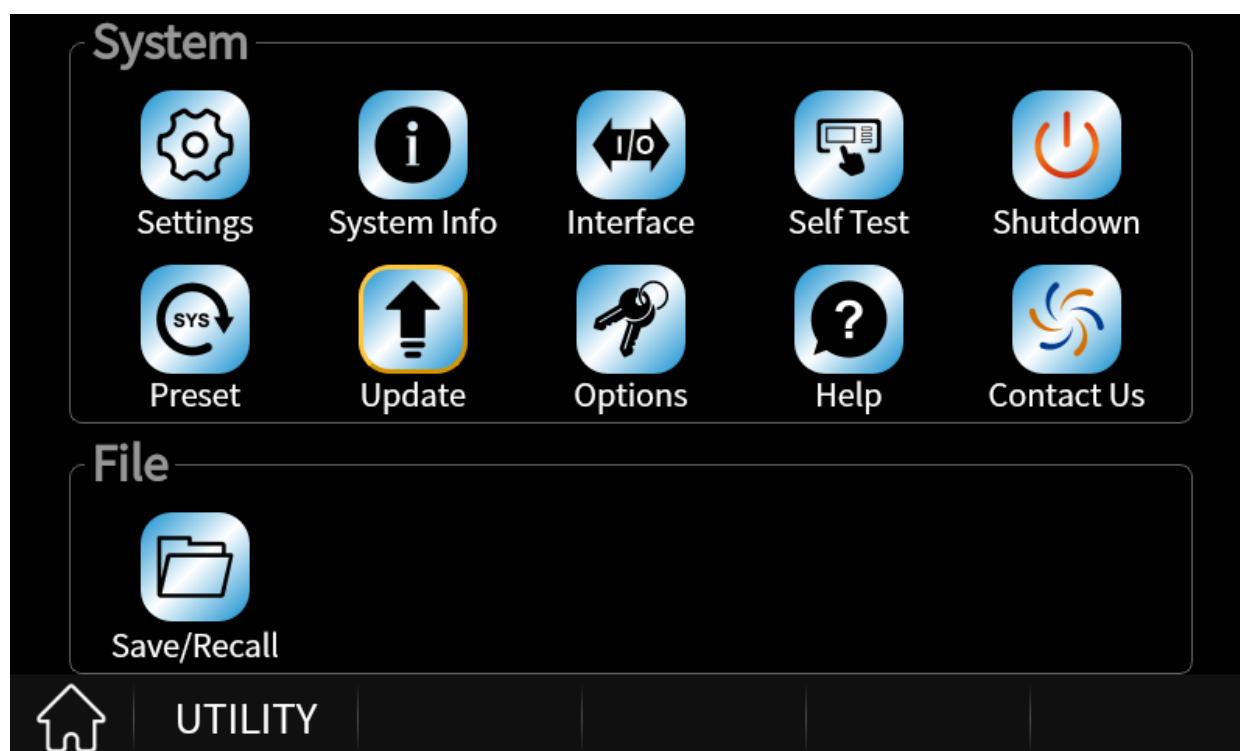 System
I/O
Settings
System Info
Interface
Self Test
Shutdown
SYS
?
Preset
Update
Options
Help
Contact Us
File
Save/Recall
UTILITY